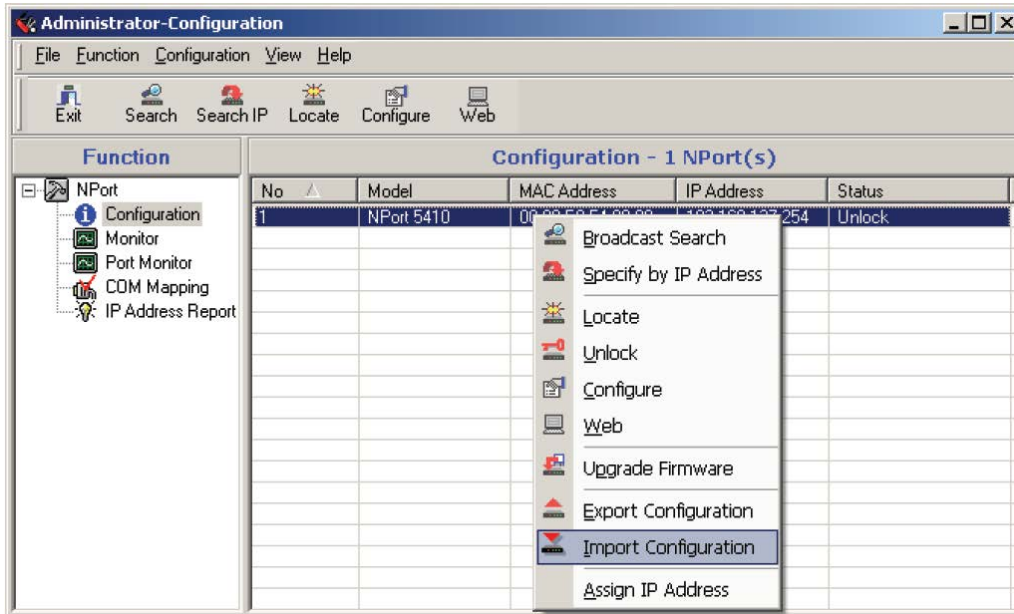 Administrator-Configuration
File Function Configuration View Help
Exit Search Search IP Locate Configure Web
Function
Configuration - 1 NPort(s)
NPort
Configuration
Monitor
Port Monitor
COM Mapping
IP Address Report
No Model MAC Address IP Address Status
1 NPort 5410 Unlock
Broadcast Search
Specify by IP Address
Locate
Unlock
Configure
Web
Upgrade Firmware
Export Configuration
Import Configuration
Assign IP Address